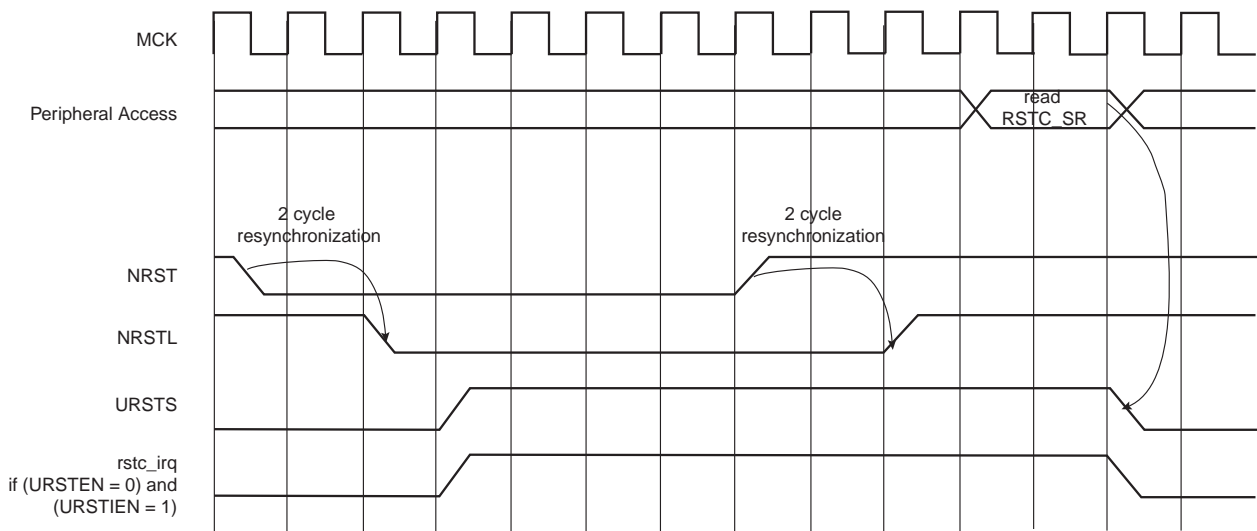 MCK
Peripheral Access
read
RSTC_SR
2 cycle
resynchronization
2 cycle
resynchronization
NRST
NRSTL
URSTS
rstc_irq
if (URSTEN = 0) and
(URSTIEN = 1)